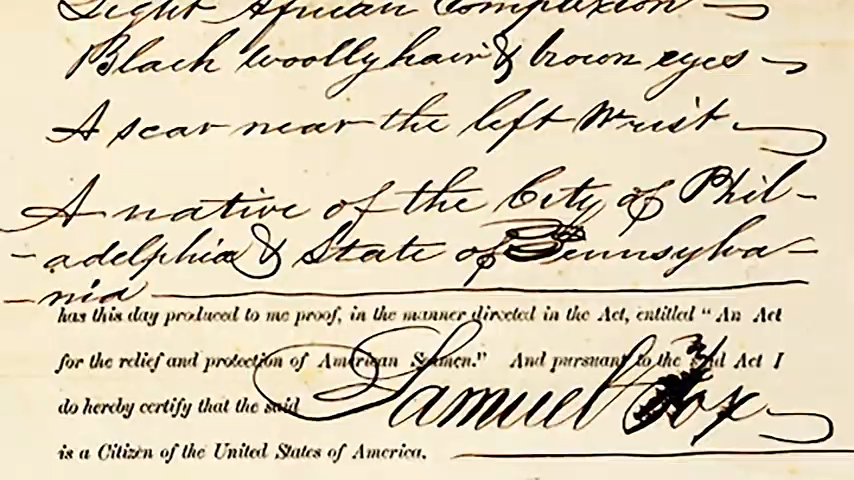 Light African Complexion
Black woolly hair & brown eyes
A scar near the left Wrist
A native of the City of Phil-
-adelphia & State of Pennsylva-
-nia
has this day produced to me proof, in the manner directed in the Act, entitled “An Act
for the relief and protection of American Seamen.” And pursuant to the said Act I
do hereby certify that the said Samuel Fox
is a Citizen of the United States of America.